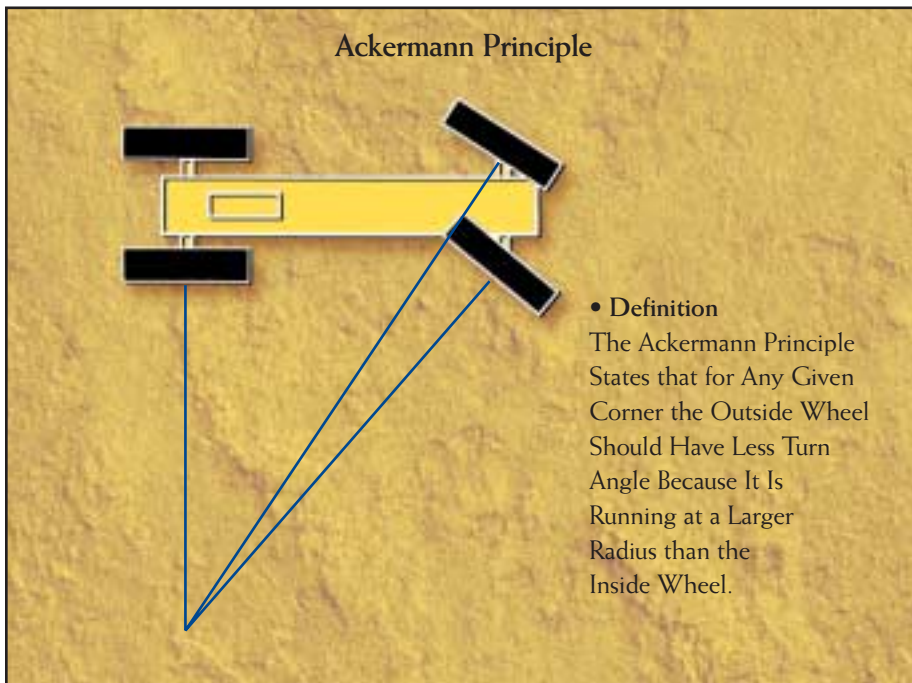 Ackermann Principle
• Definition
The Ackermann Principle
States that for Any Given
Corner the Outside Wheel
Should Have Less Turn
Angle Because It Is
Running at a Larger
Radius than the
Inside Wheel.